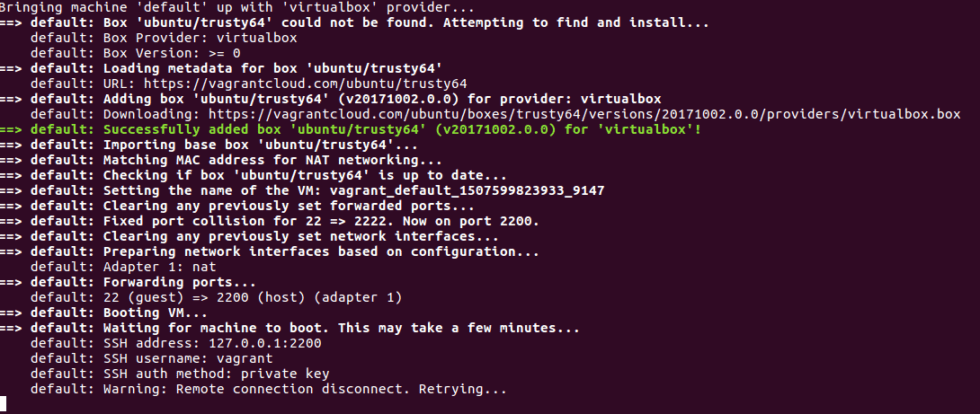 Bringing machine 'default' up with 'virtualbox' provider...
==> default: Box 'ubuntu/trusty64' could not be found. Attempting to find and install...
    default: Box Provider: virtualbox
    default: Box Version: >= 0
==> default: Loading metadata for box 'ubuntu/trusty64'
    default: URL: https://vagrantcloud.com/ubuntu/trusty64
==> default: Adding box 'ubuntu/trusty64' (v20171002.0.0) for provider: virtualbox
    default: Downloading: https://vagrantcloud.com/ubuntu/boxes/trusty64/versions/20171002.0.0/providers/virtualbox.box
==> default: Successfully added box 'ubuntu/trusty64' (v20171002.0.0) for 'virtualbox'!
==> default: Importing base box 'ubuntu/trusty64'...
==> default: Matching MAC address for NAT networking...
==> default: Checking if box 'ubuntu/trusty64' is up to date...
==> default: Setting the name of the VM: vagrant_default_1507599823933_9147
==> default: Clearing any previously set forwarded ports...
==> default: Fixed port collision for 22 => 2222. Now on port 2200.
==> default: Clearing any previously set network interfaces...
==> default: Preparing network interfaces based on configuration...
    default: Adapter 1: nat
==> default: Forwarding ports...
    default: 22 (guest) => 2200 (host) (adapter 1)
==> default: Booting VM...
==> default: Waiting for machine to boot. This may take a few minutes...
    default: SSH address: 127.0.0.1:2200
    default: SSH username: vagrant
    default: SSH auth method: private key
    default: Warning: Remote connection disconnect. Retrying...